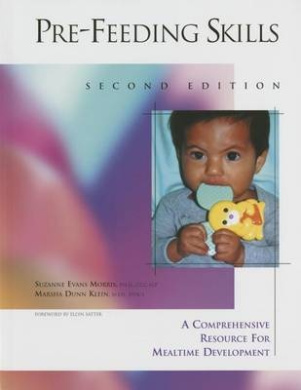 PRE-FEEDING SKILLS
SECOND EDITION
SUZANNE EVANS MORRIS,
MARSHA DUNN KLEIN,
FOREWORD BY ELLYN SATTER
A COMPREHENSIVE
RESOURCE FOR
MEALTIME DEVELOPMENT